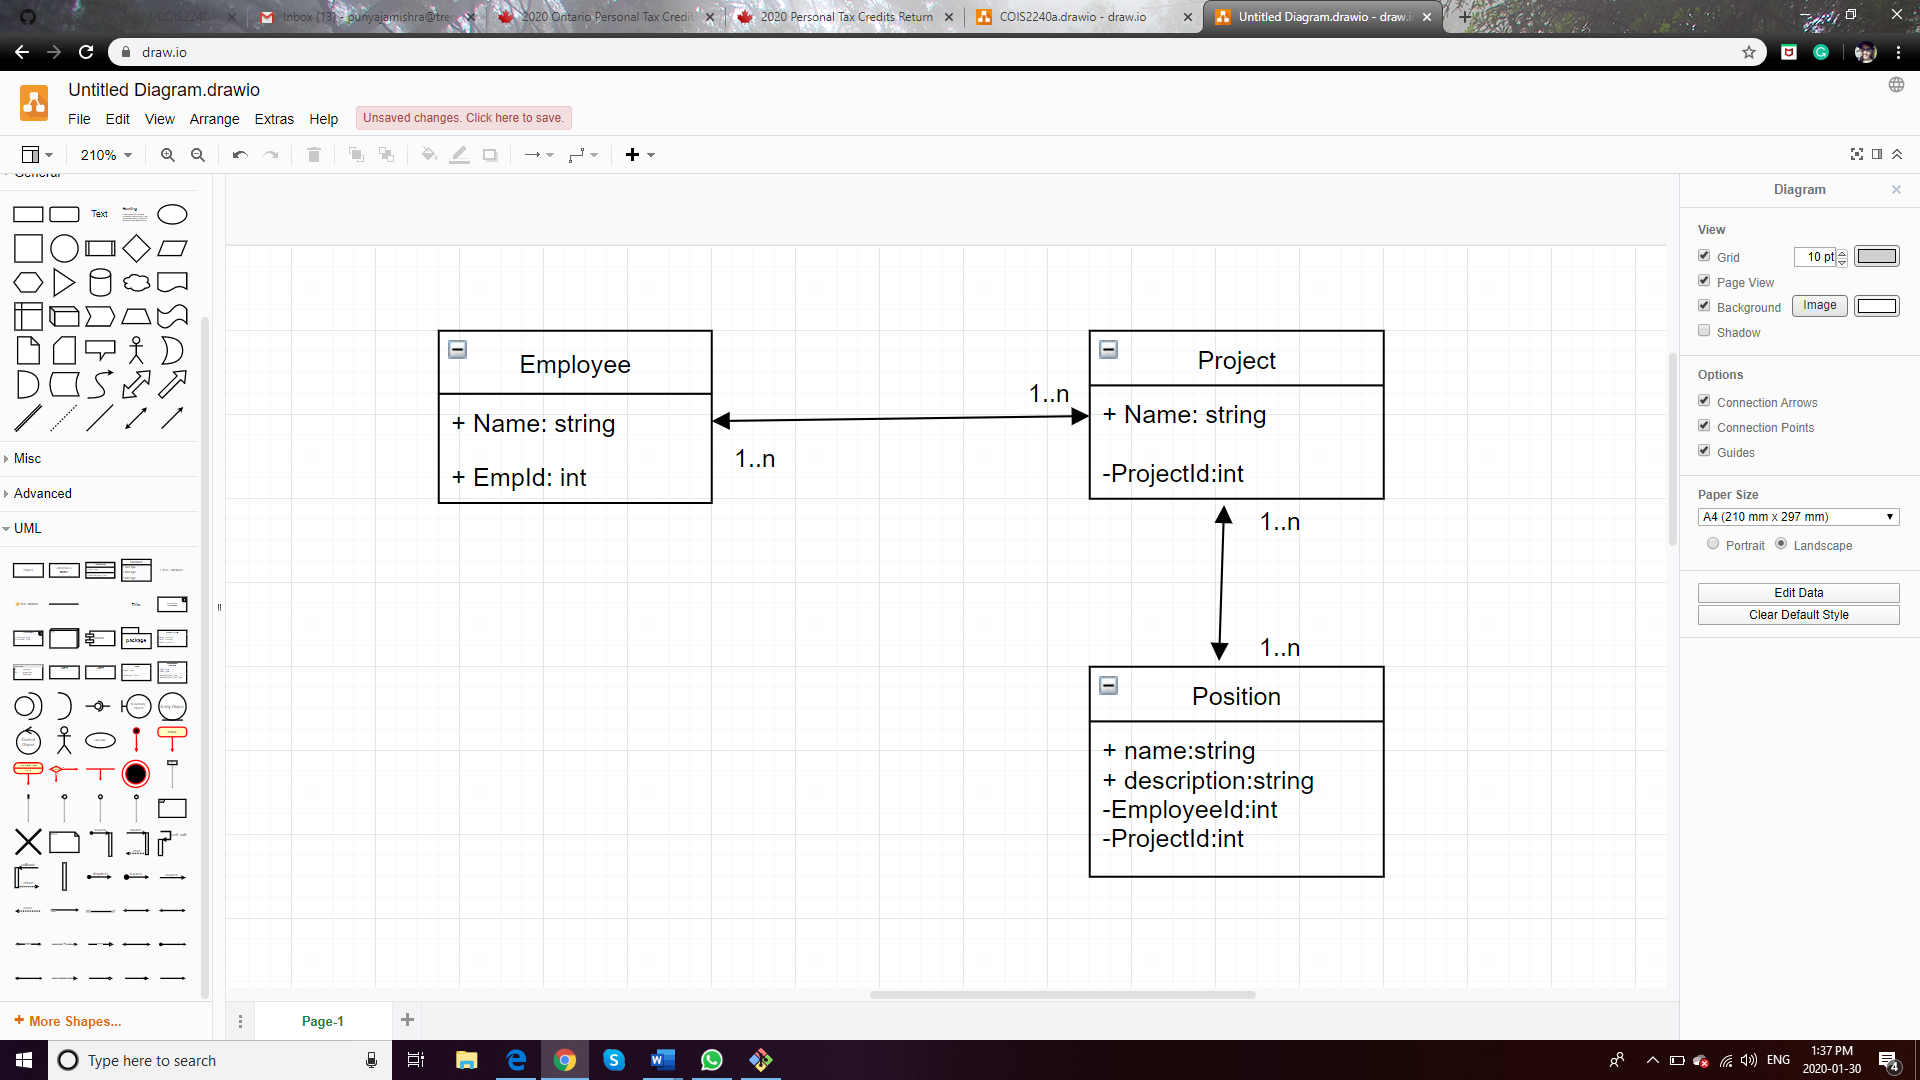 Inbox (13) - punyajamishra@tren
2020 Ontario Personal Tax Credit
2020 Personal Tax Credits Return
COIS2240a.drawio - draw.io
Untitled Diagram.drawio - draw.i
draw.io
Untitled Diagram.drawio
File Edit View Arrange Extras Help
Unsaved changes. Click here to save.
210%
General
Text
Heading
Misc
Advanced
UML
Title
package
+ More Shapes...
Employee
+ Name: string
+ EmpId: int
1..n
1..n
Project
+ Name: string
-ProjectId:int
1..n
1..n
Position
+ name:string
+ description:string
-EmployeeId:int
-ProjectId:int
Page-1
Diagram
View
Grid
10 pt
Page View
Background
Image
Shadow
Options
Connection Arrows
Connection Points
Guides
Paper Size
A4 (210 mm x 297 mm)
Portrait
Landscape
Edit Data
Clear Default Style
Type here to search
ENG
1:37 PM
2020-01-30
4